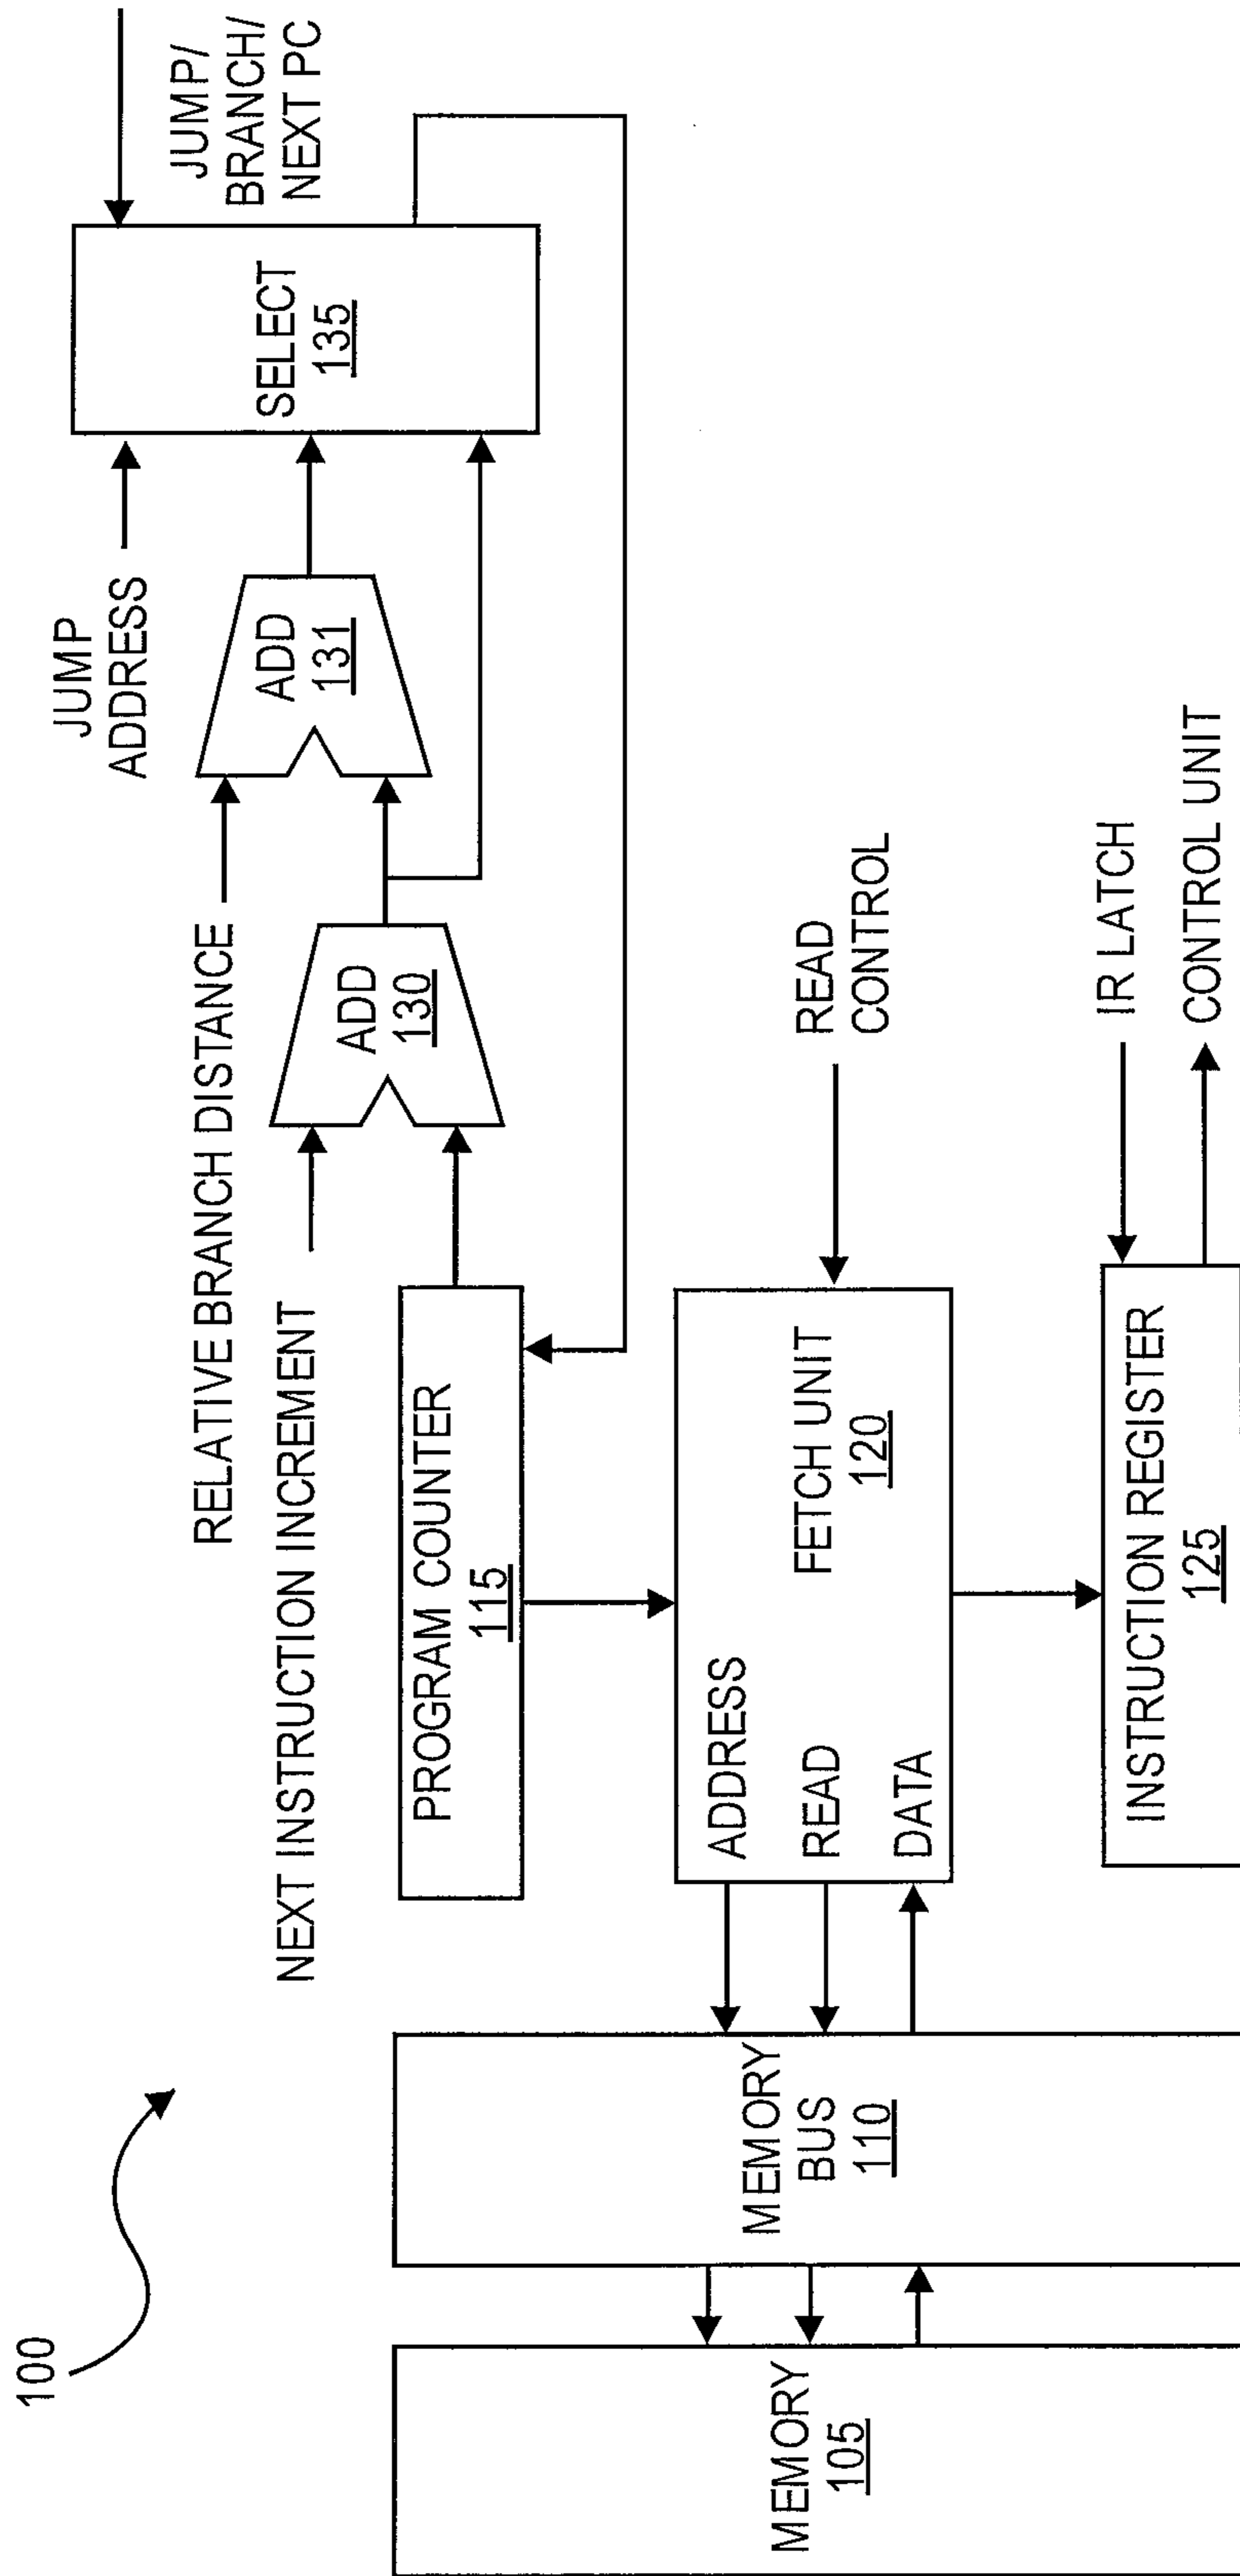 100
JUMP/
BRANCH/
NEXT PC
JUMP
ADDRESS
SELECT
135
RELATIVE BRANCH DISTANCE
ADD
131
NEXT INSTRUCTION INCREMENT
ADD
130
PROGRAM COUNTER
115
MEMORY
105
MEMORY
BUS
110
ADDRESS
READ
DATA
FETCH UNIT
120
READ
CONTROL
INSTRUCTION REGISTER
125
IR LATCH
CONTROL UNIT